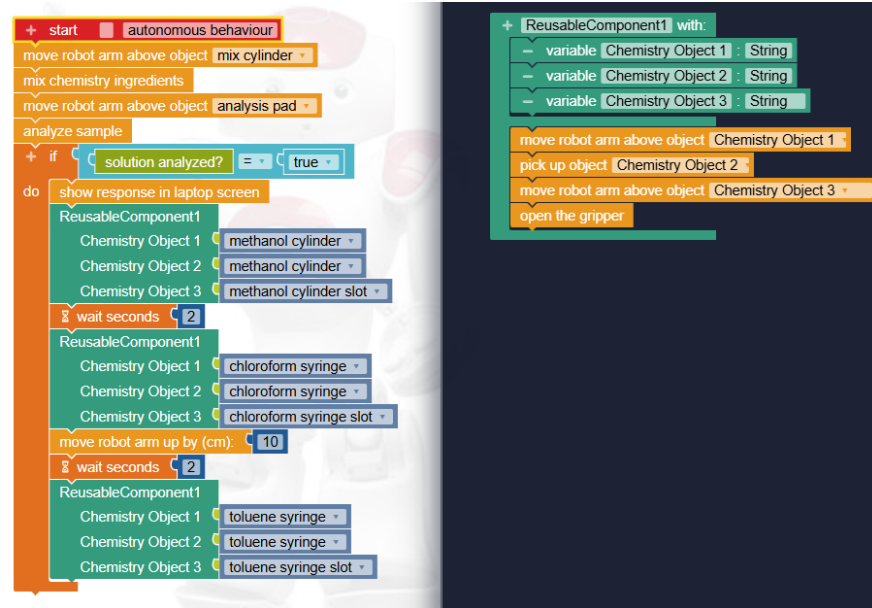 + start autonomous behaviour
move robot arm above object mix cylinder
mix chemistry ingredients
move robot arm above object analysis pad
analyze sample
+ if solution analyzed? = true
do show response in laptop screen
ReusableComponent1
Chemistry Object 1 methanol cylinder
Chemistry Object 2 methanol cylinder
Chemistry Object 3 methanol cylinder slot
wait seconds 2
ReusableComponent1
Chemistry Object 1 chloroform syringe
Chemistry Object 2 chloroform syringe
Chemistry Object 3 chloroform syringe slot
move robot arm up by (cm): 10
wait seconds 2
ReusableComponent1
Chemistry Object 1 toluene syringe
Chemistry Object 2 toluene syringe
Chemistry Object 3 toluene syringe slot
+ ReusableComponent1 with:
− variable Chemistry Object 1 : String
− variable Chemistry Object 2 : String
− variable Chemistry Object 3 : String
move robot arm above object Chemistry Object 1
pick up object Chemistry Object 2
move robot arm above object Chemistry Object 3
open the gripper